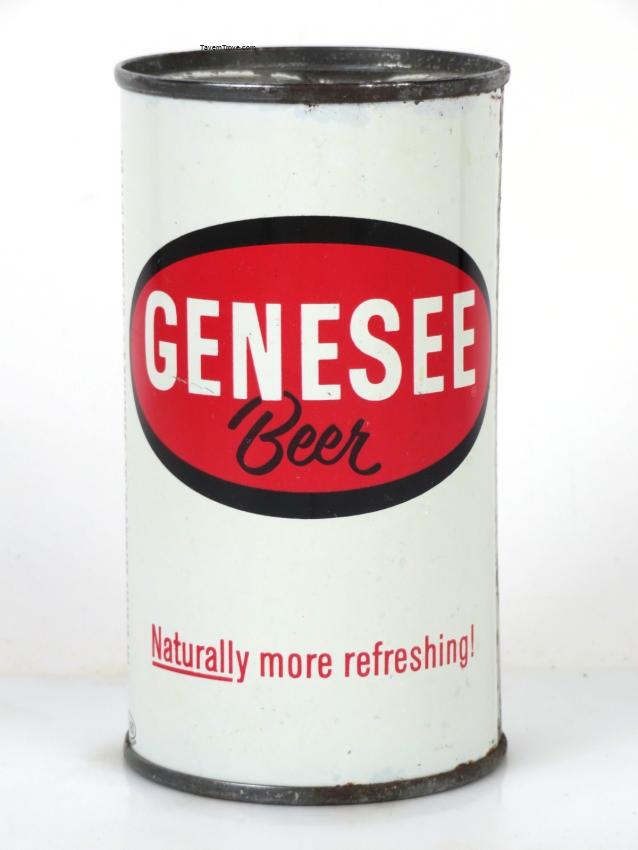 TavernTrove.com
GENESEE
Beer
Naturally more refreshing!